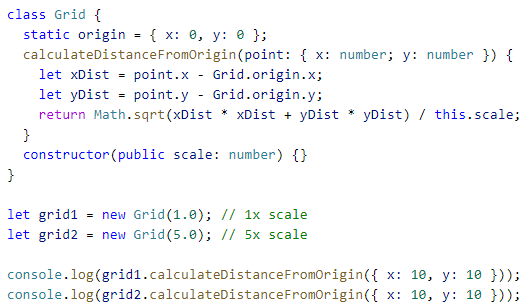 class Grid {
  static origin = { x: 0, y: 0 };
  calculateDistanceFromOrigin(point: { x: number; y: number }) {
    let xDist = point.x - Grid.origin.x;
    let yDist = point.y - Grid.origin.y;
    return Math.sqrt(xDist * xDist + yDist * yDist) / this.scale;
  }
  constructor(public scale: number) {}
}

let grid1 = new Grid(1.0); // 1x scale
let grid2 = new Grid(5.0); // 5x scale

console.log(grid1.calculateDistanceFromOrigin({ x: 10, y: 10 }));
console.log(grid2.calculateDistanceFromOrigin({ x: 10, y: 10 }));